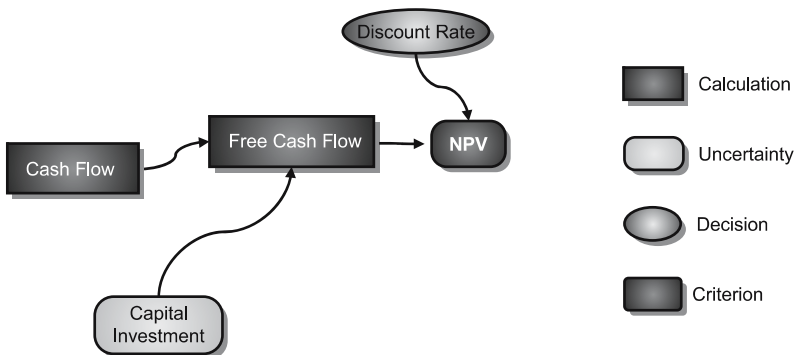 Discount Rate
Free Cash Flow
NPV
Cash Flow
Capital
Investment
Calculation
Uncertainty
Decision
Criterion